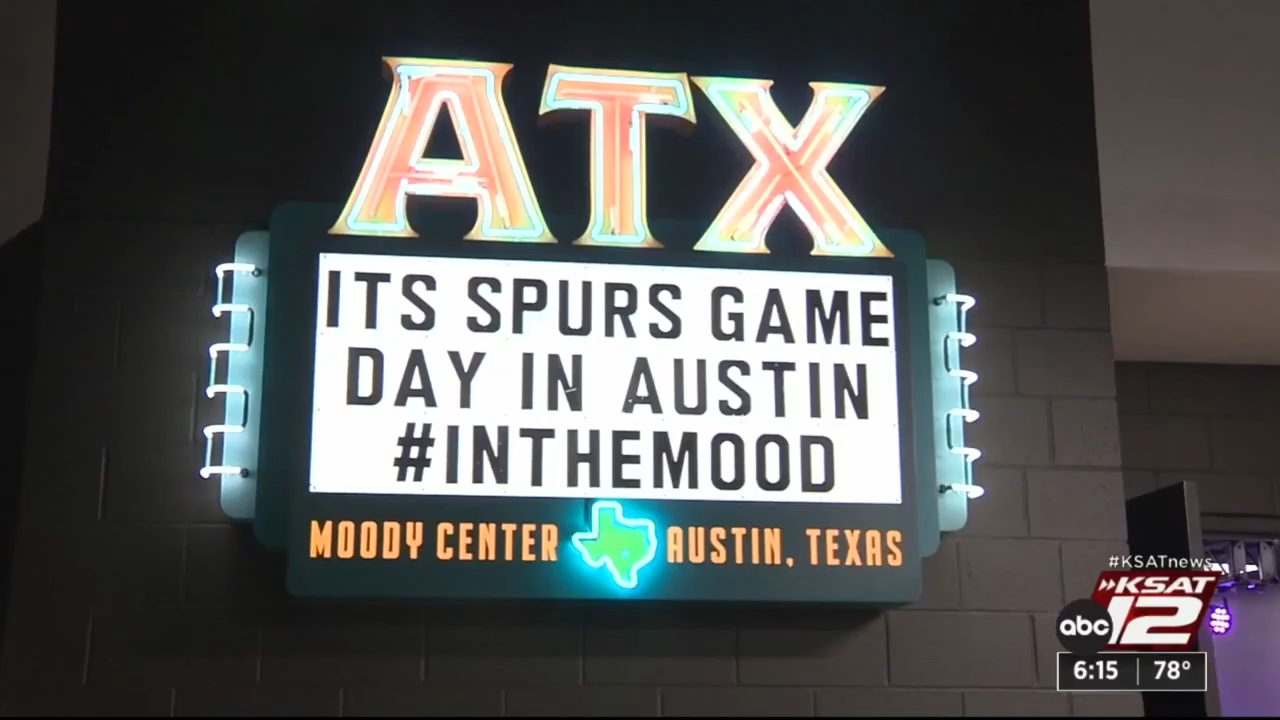 ATX
ITS SPURS GAME
DAY IN AUSTIN
#INTHEMOOD
MOODY CENTER AUSTIN, TEXAS
#KSATnews
KSAT
abc 12
6:15 78°